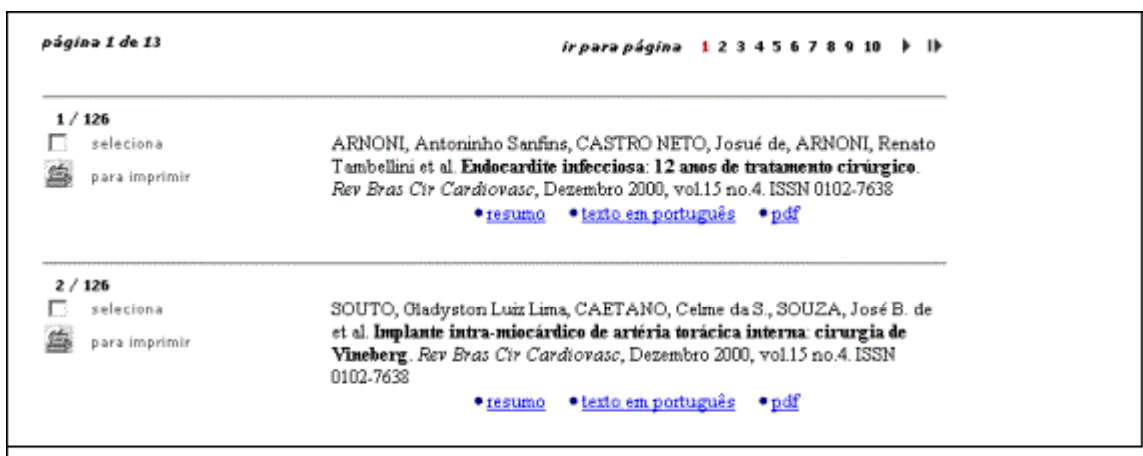 página 1 de 13
ir para página 1 2 3 4 5 6 7 8 9 10
1 / 126
seleciona
para imprimir
ARNONI, Antoninho Sanfins, CASTRO NETO, Josué de, ARNONI, Renato
Tambellini et al. Endocardite infecciosa: 12 anos de tratamento cirúrgico.
Rev Bras Cir Cardiovasc, Dezembro 2000, vol.15 no.4. ISSN 0102-7638
•resumo •texto em português •pdf
2 / 126
seleciona
para imprimir
SOUTO, Gladyston Luiz Lima, CAETANO, Celme da S., SOUZA, José B. de
et al. Implante intra-miocárdico de artéria torácica interna: cirurgia de
Vineberg. Rev Bras Cir Cardiovasc, Dezembro 2000, vol.15 no.4. ISSN
0102-7638
•resumo •texto em português •pdf